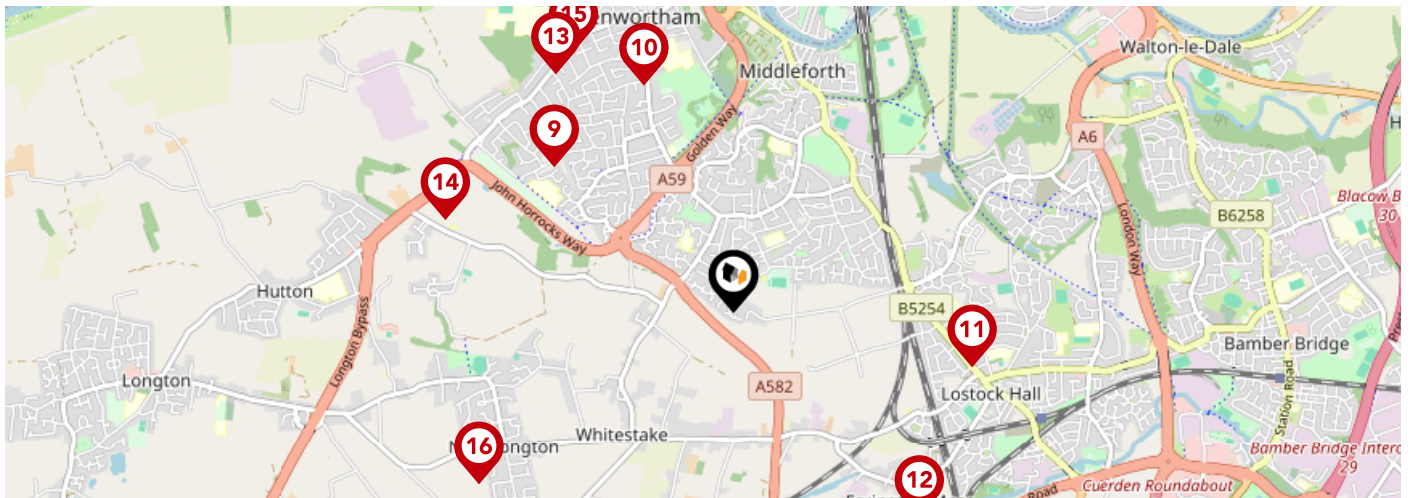 15
enwortham
13
10
Walton-le-Dale
Middleforth
9
Golden Way
A6
A59
14
John Horrocks Way
Blacow B
30
B6258
London Way
Hutton
B5254
11
Longton Bypass
Bamber Bridge
Longton
A582
Station Road
Lostock Hall
16
ongton
Whitestake
Bamber Bridge Interc
29
12
Road
Cuerden Roundabout